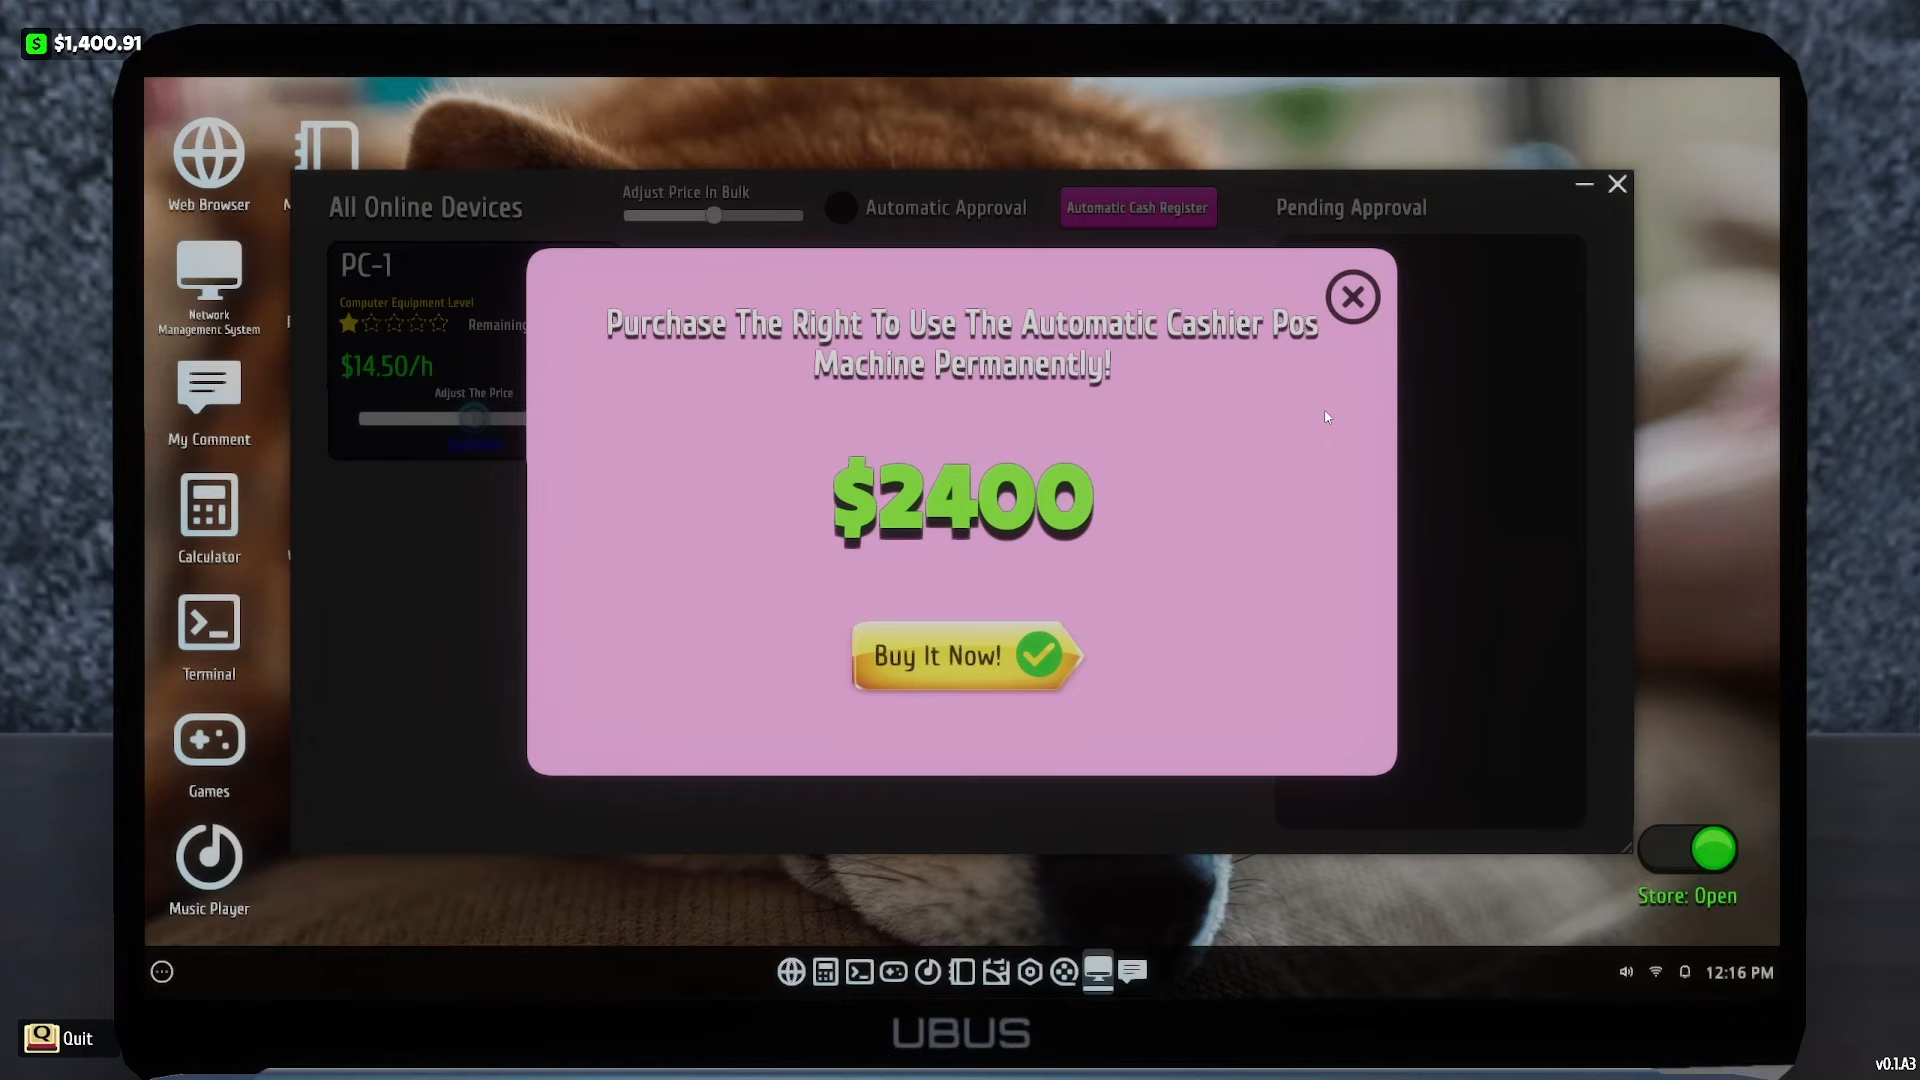 $1,400.91
Web Browser
Network
Management System
My Comment
Calculator
Terminal
Games
Music Player
All Online Devices
Adjust Price In Bulk
Automatic Approval
Automatic Cash Register
Pending Approval
PC-1
Computer Equipment Level
Remaining
$14.50/h
Adjust The Price
Purchase The Right To Use The Automatic Cashier Pos
Machine Permanently!
$2400
Buy It Now!
Store: Open
12:16 PM
UBUS
Q Quit
v0.1.A3